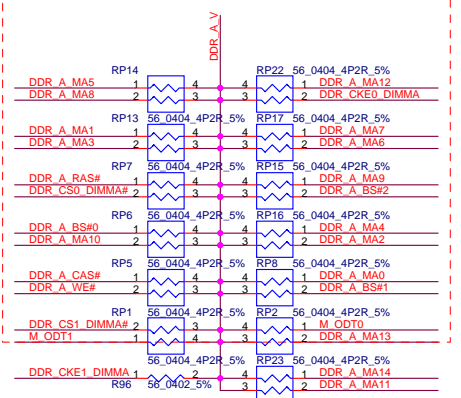 DDR_A_V
RP14 RP22 56_0404_4P2R_5%
DDR_A_MA5 1 4 4 1 DDR_A_MA12
DDR_A_MA8 2 3 3 2 DDR_CKE0_DIMMA
RP13 56_0404_4P2R_5% RP17 56_0404_4P2R_5%
DDR_A_MA1 1 4 4 1 DDR_A_MA7
DDR_A_MA3 2 3 3 2 DDR_A_MA6
RP7 56_0404_4P2R_5% RP15 56_0404_4P2R_5%
DDR_A_RAS# 1 4 4 1 DDR_A_MA9
DDR_CS0_DIMMA# 2 3 3 2 DDR_A_BS#2
RP6 56_0404_4P2R_5% RP16 56_0404_4P2R_5%
DDR_A_BS#0 1 4 4 1 DDR_A_MA4
DDR_A_MA10 2 3 3 2 DDR_A_MA2
RP5 56_0404_4P2R_5% RP8 56_0404_4P2R_5%
DDR_A_CAS# 1 4 4 1 DDR_A_MA0
DDR_A_WE# 2 3 3 2 DDR_A_BS#1
RP1 56_0404_4P2R_5% RP2 56_0404_4P2R_5%
DDR_CS1_DIMMA# 2 3 4 1 M_ODT0
M_ODT1 1 4 3 2 DDR_A_MA13
56_0404_4P2R_5% RP23 56_0404_4P2R_5%
DDR_CKE1_DIMMA 1 2 4 1 DDR_A_MA14
R96 56_0402_5% 3 2 DDR_A_MA11